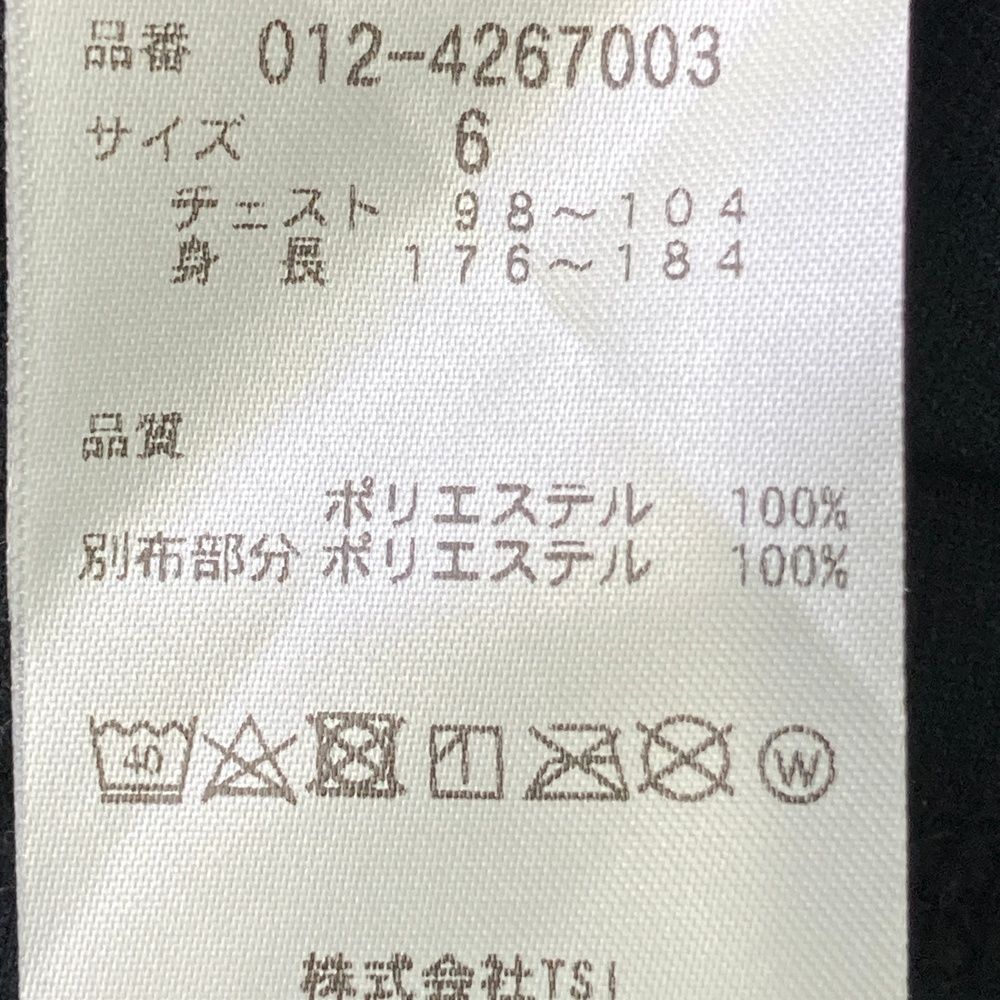 品番 012-4267003
サイズ 6
チェスト 98～104
身長 176～184
品質
ポリエステル 100%
別布部分 ポリエステル 100%
40 W
株式会社TSI